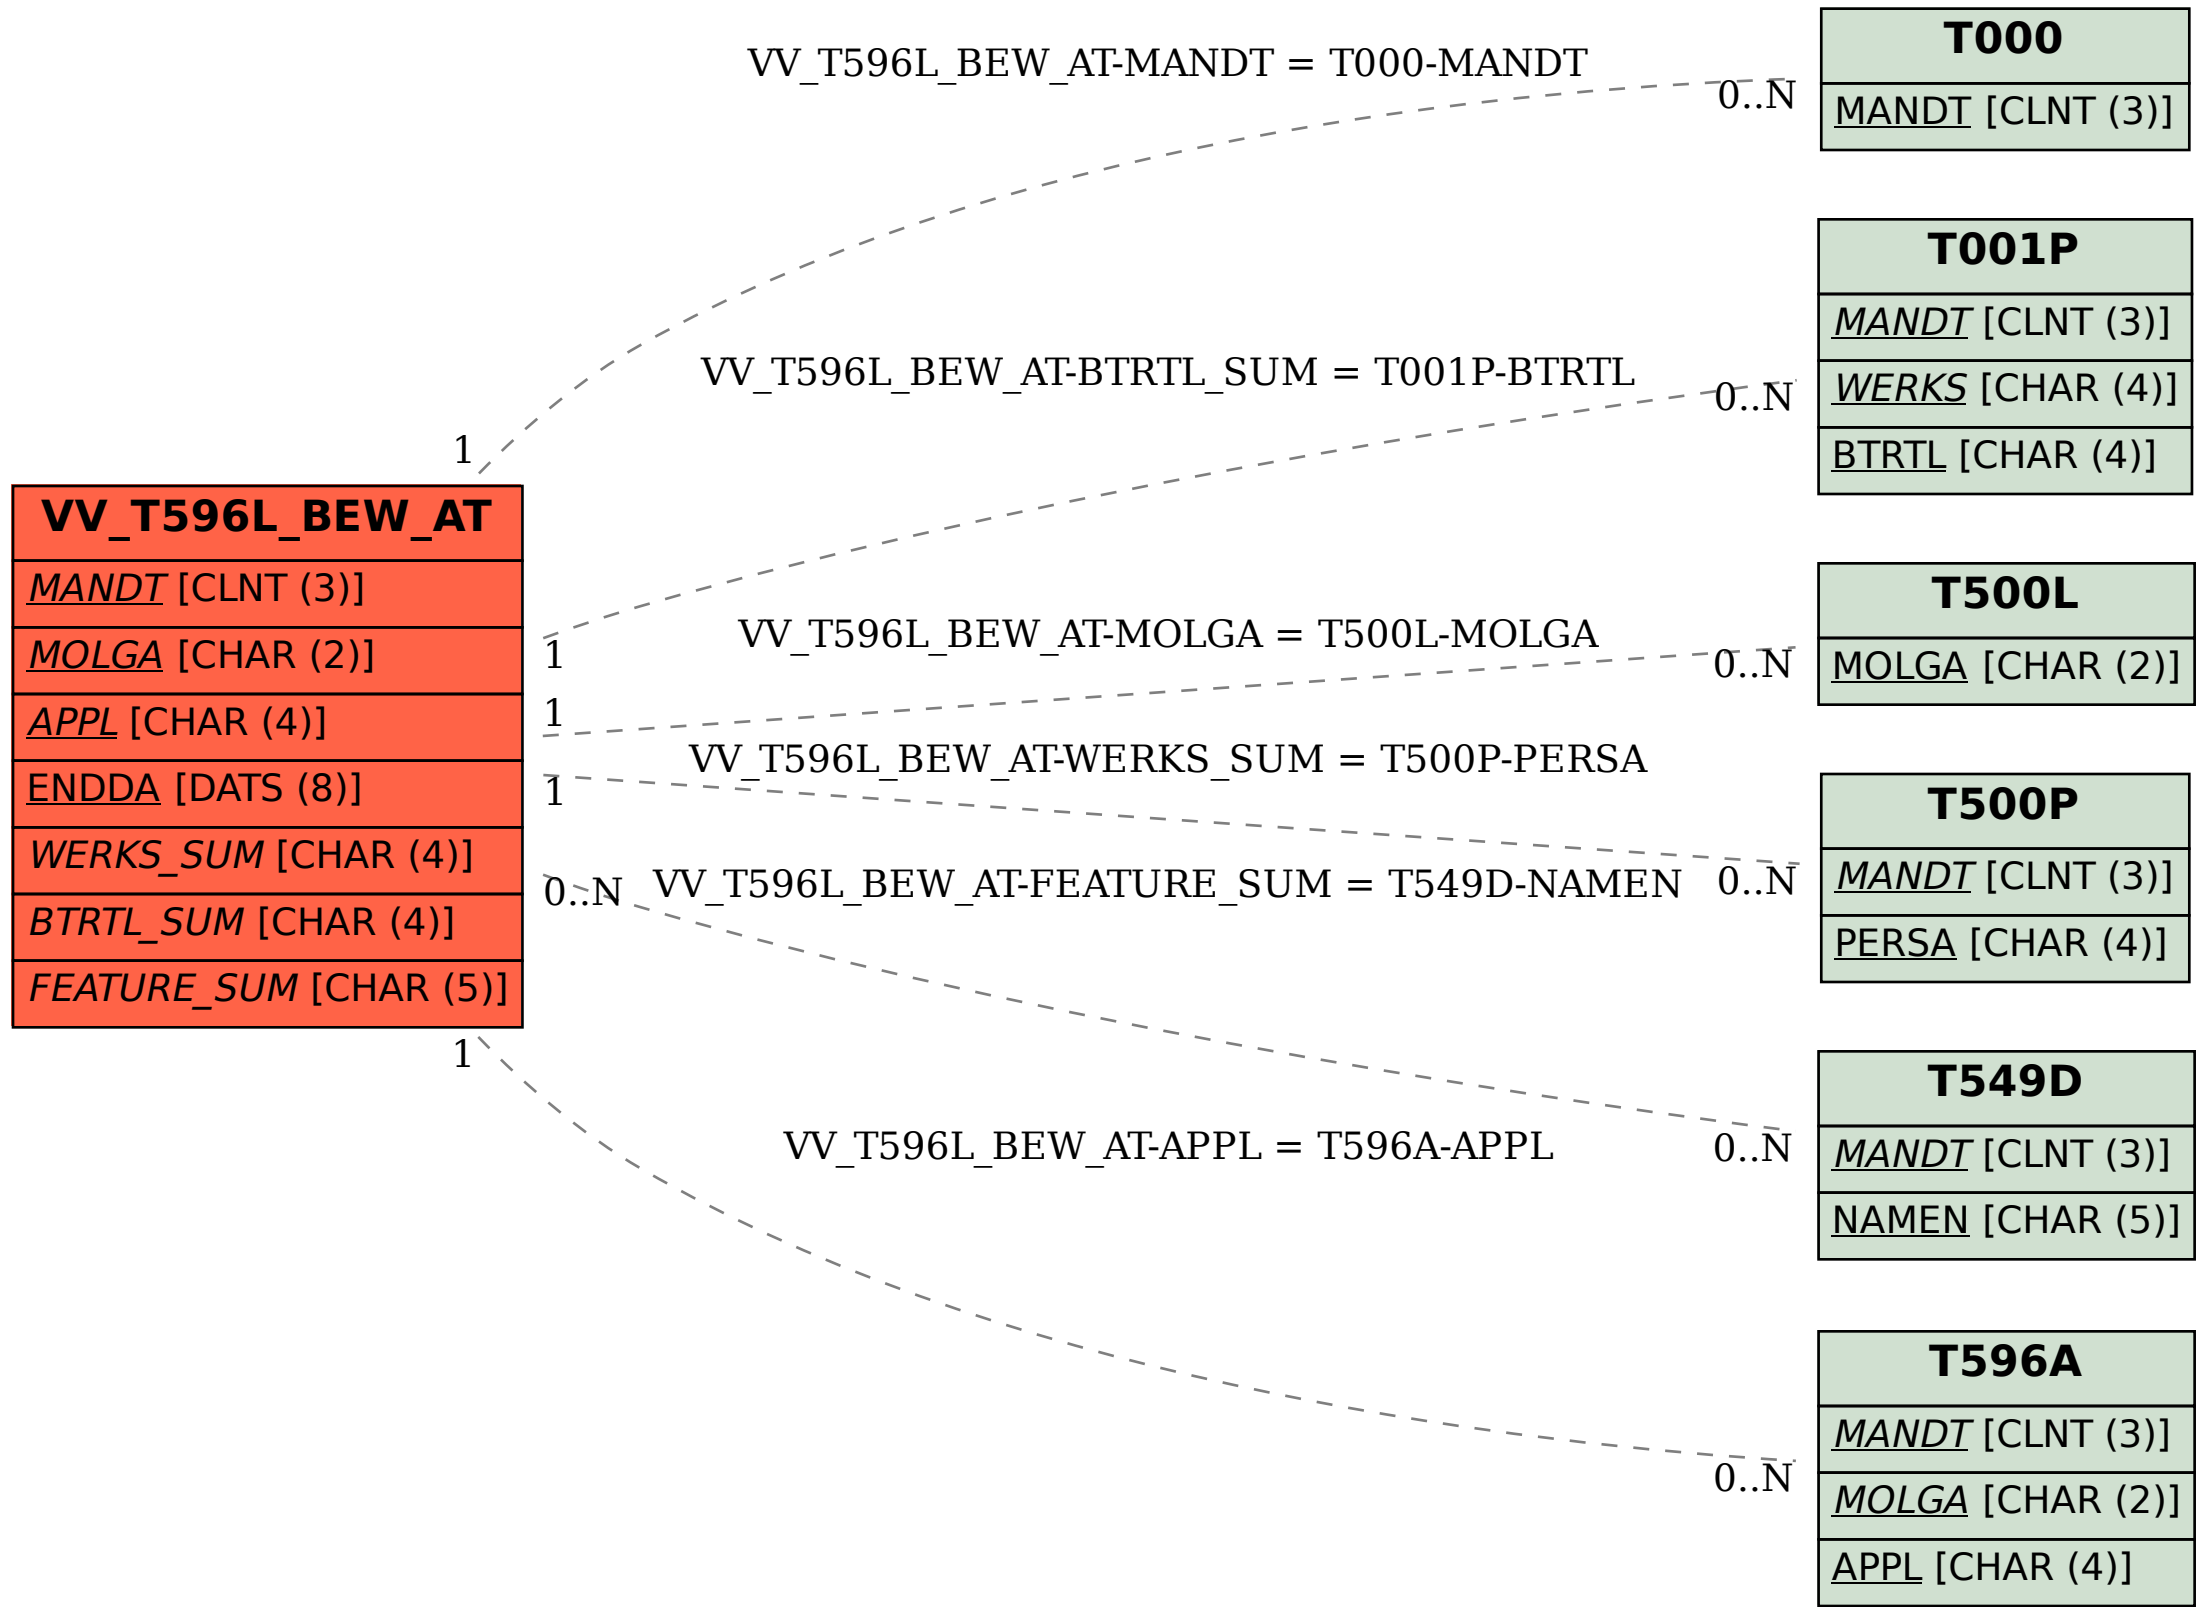 VV_T596L_BEW_AT
MANDT [CLNT (3)]
MOLGA [CHAR (2)]
APPL [CHAR (4)]
ENDDA [DATS (8)]
WERKS_SUM [CHAR (4)]
BTRTL_SUM [CHAR (4)]
FEATURE_SUM [CHAR (5)]
VV_T596L_BEW_AT-MANDT = T000-MANDT
1
0..N
VV_T596L_BEW_AT-BTRTL_SUM = T001P-BTRTL
1
0..N
VV_T596L_BEW_AT-MOLGA = T500L-MOLGA
1
0..N
VV_T596L_BEW_AT-WERKS_SUM = T500P-PERSA
1
0..N
VV_T596L_BEW_AT-FEATURE_SUM = T549D-NAMEN
0..N
0..N
VV_T596L_BEW_AT-APPL = T596A-APPL
1
0..N
T000
MANDT [CLNT (3)]
T001P
MANDT [CLNT (3)]
WERKS [CHAR (4)]
BTRTL [CHAR (4)]
T500L
MOLGA [CHAR (2)]
T500P
MANDT [CLNT (3)]
PERSA [CHAR (4)]
T549D
MANDT [CLNT (3)]
NAMEN [CHAR (5)]
T596A
MANDT [CLNT (3)]
MOLGA [CHAR (2)]
APPL [CHAR (4)]